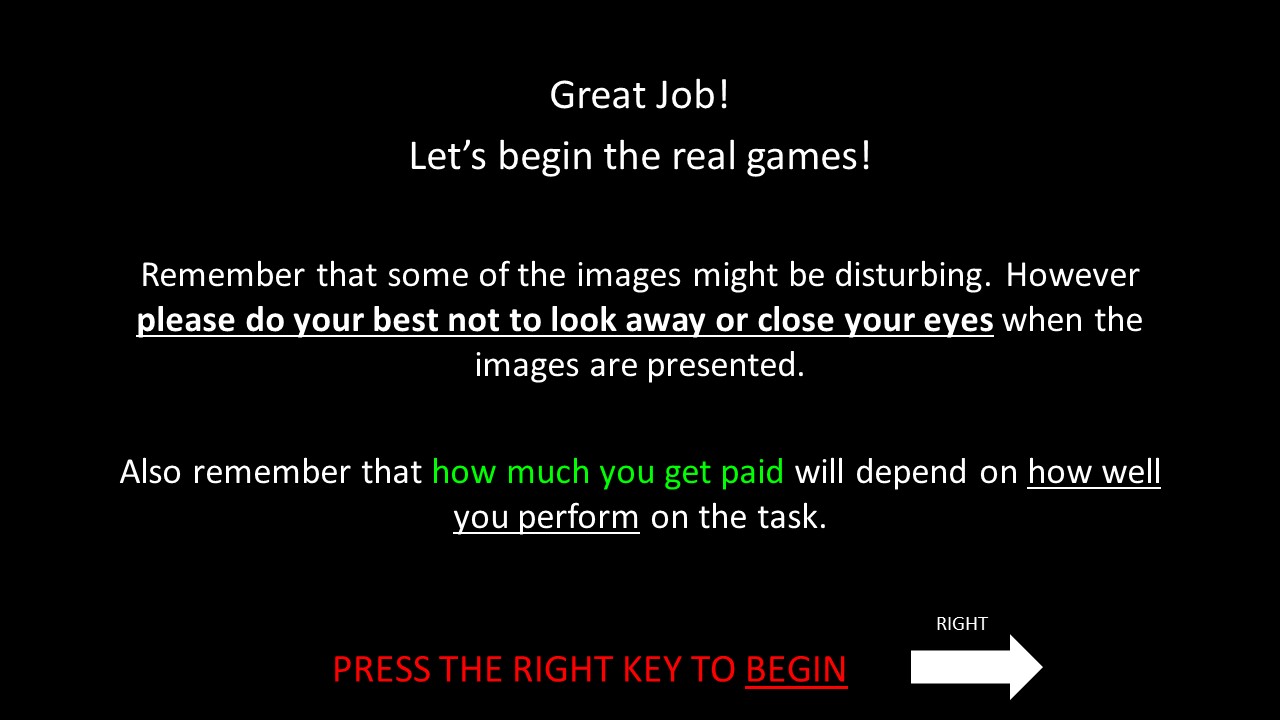 Great Job!
Let’s begin the real games!
Remember that some of the images might be disturbing. However
please do your best not to look away or close your eyes when the
images are presented.
Also remember that how much you get paid will depend on how well
you perform on the task.
RIGHT
PRESS THE RIGHT KEY TO BEGIN